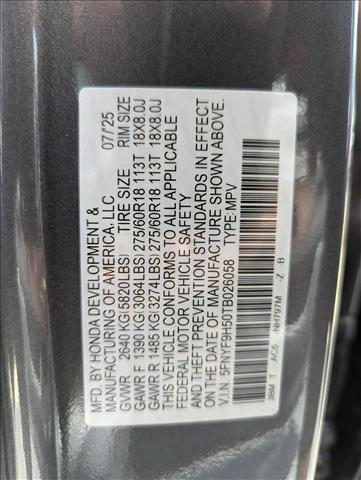 MFD BY HONDA DEVELOPMENT &
MANUFACTURING OF AMERICA, LLC 07/25
GVWR 2640 KG(5820LBS) TIRE SIZE RIM SIZE
GAWR F 1390 KG(3064LBS) 275/60R18 113T 18X8.0J
GAWR R 1485 KG(3274LBS) 275/60R18 113T 18X8.0J
THIS VEHICLE CONFORMS TO ALL APPLICABLE
FEDERAL MOTOR VEHICLE SAFETY
AND THEFT PREVENTION STANDARDS IN EFFECT
ON THE DATE OF MANUFACTURE SHOWN ABOVE.
V.I.N. 5FNYF9H50TB026058 TYPE: MPV
3BM T AC5 NH797M -Z -B